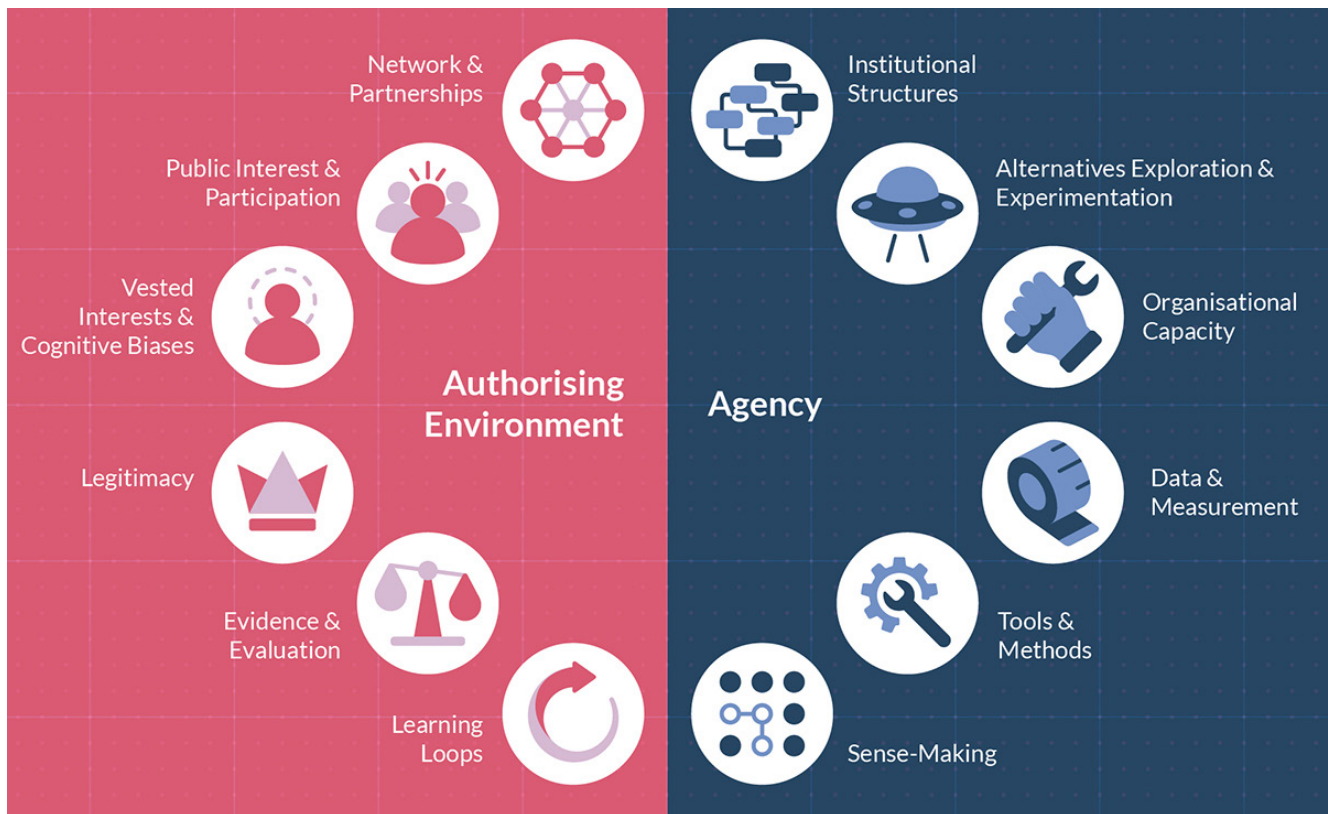 Network &
Partnerships
Public Interest &
Participation
Vested
Interests &
Cognitive Biases
Authorising
Environment
Legitimacy
Evidence &
Evaluation
Learning
Loops
Institutional
Structures
Alternatives Exploration &
Experimentation
Organisational
Capacity
Agency
Data &
Measurement
Tools &
Methods
Sense-Making